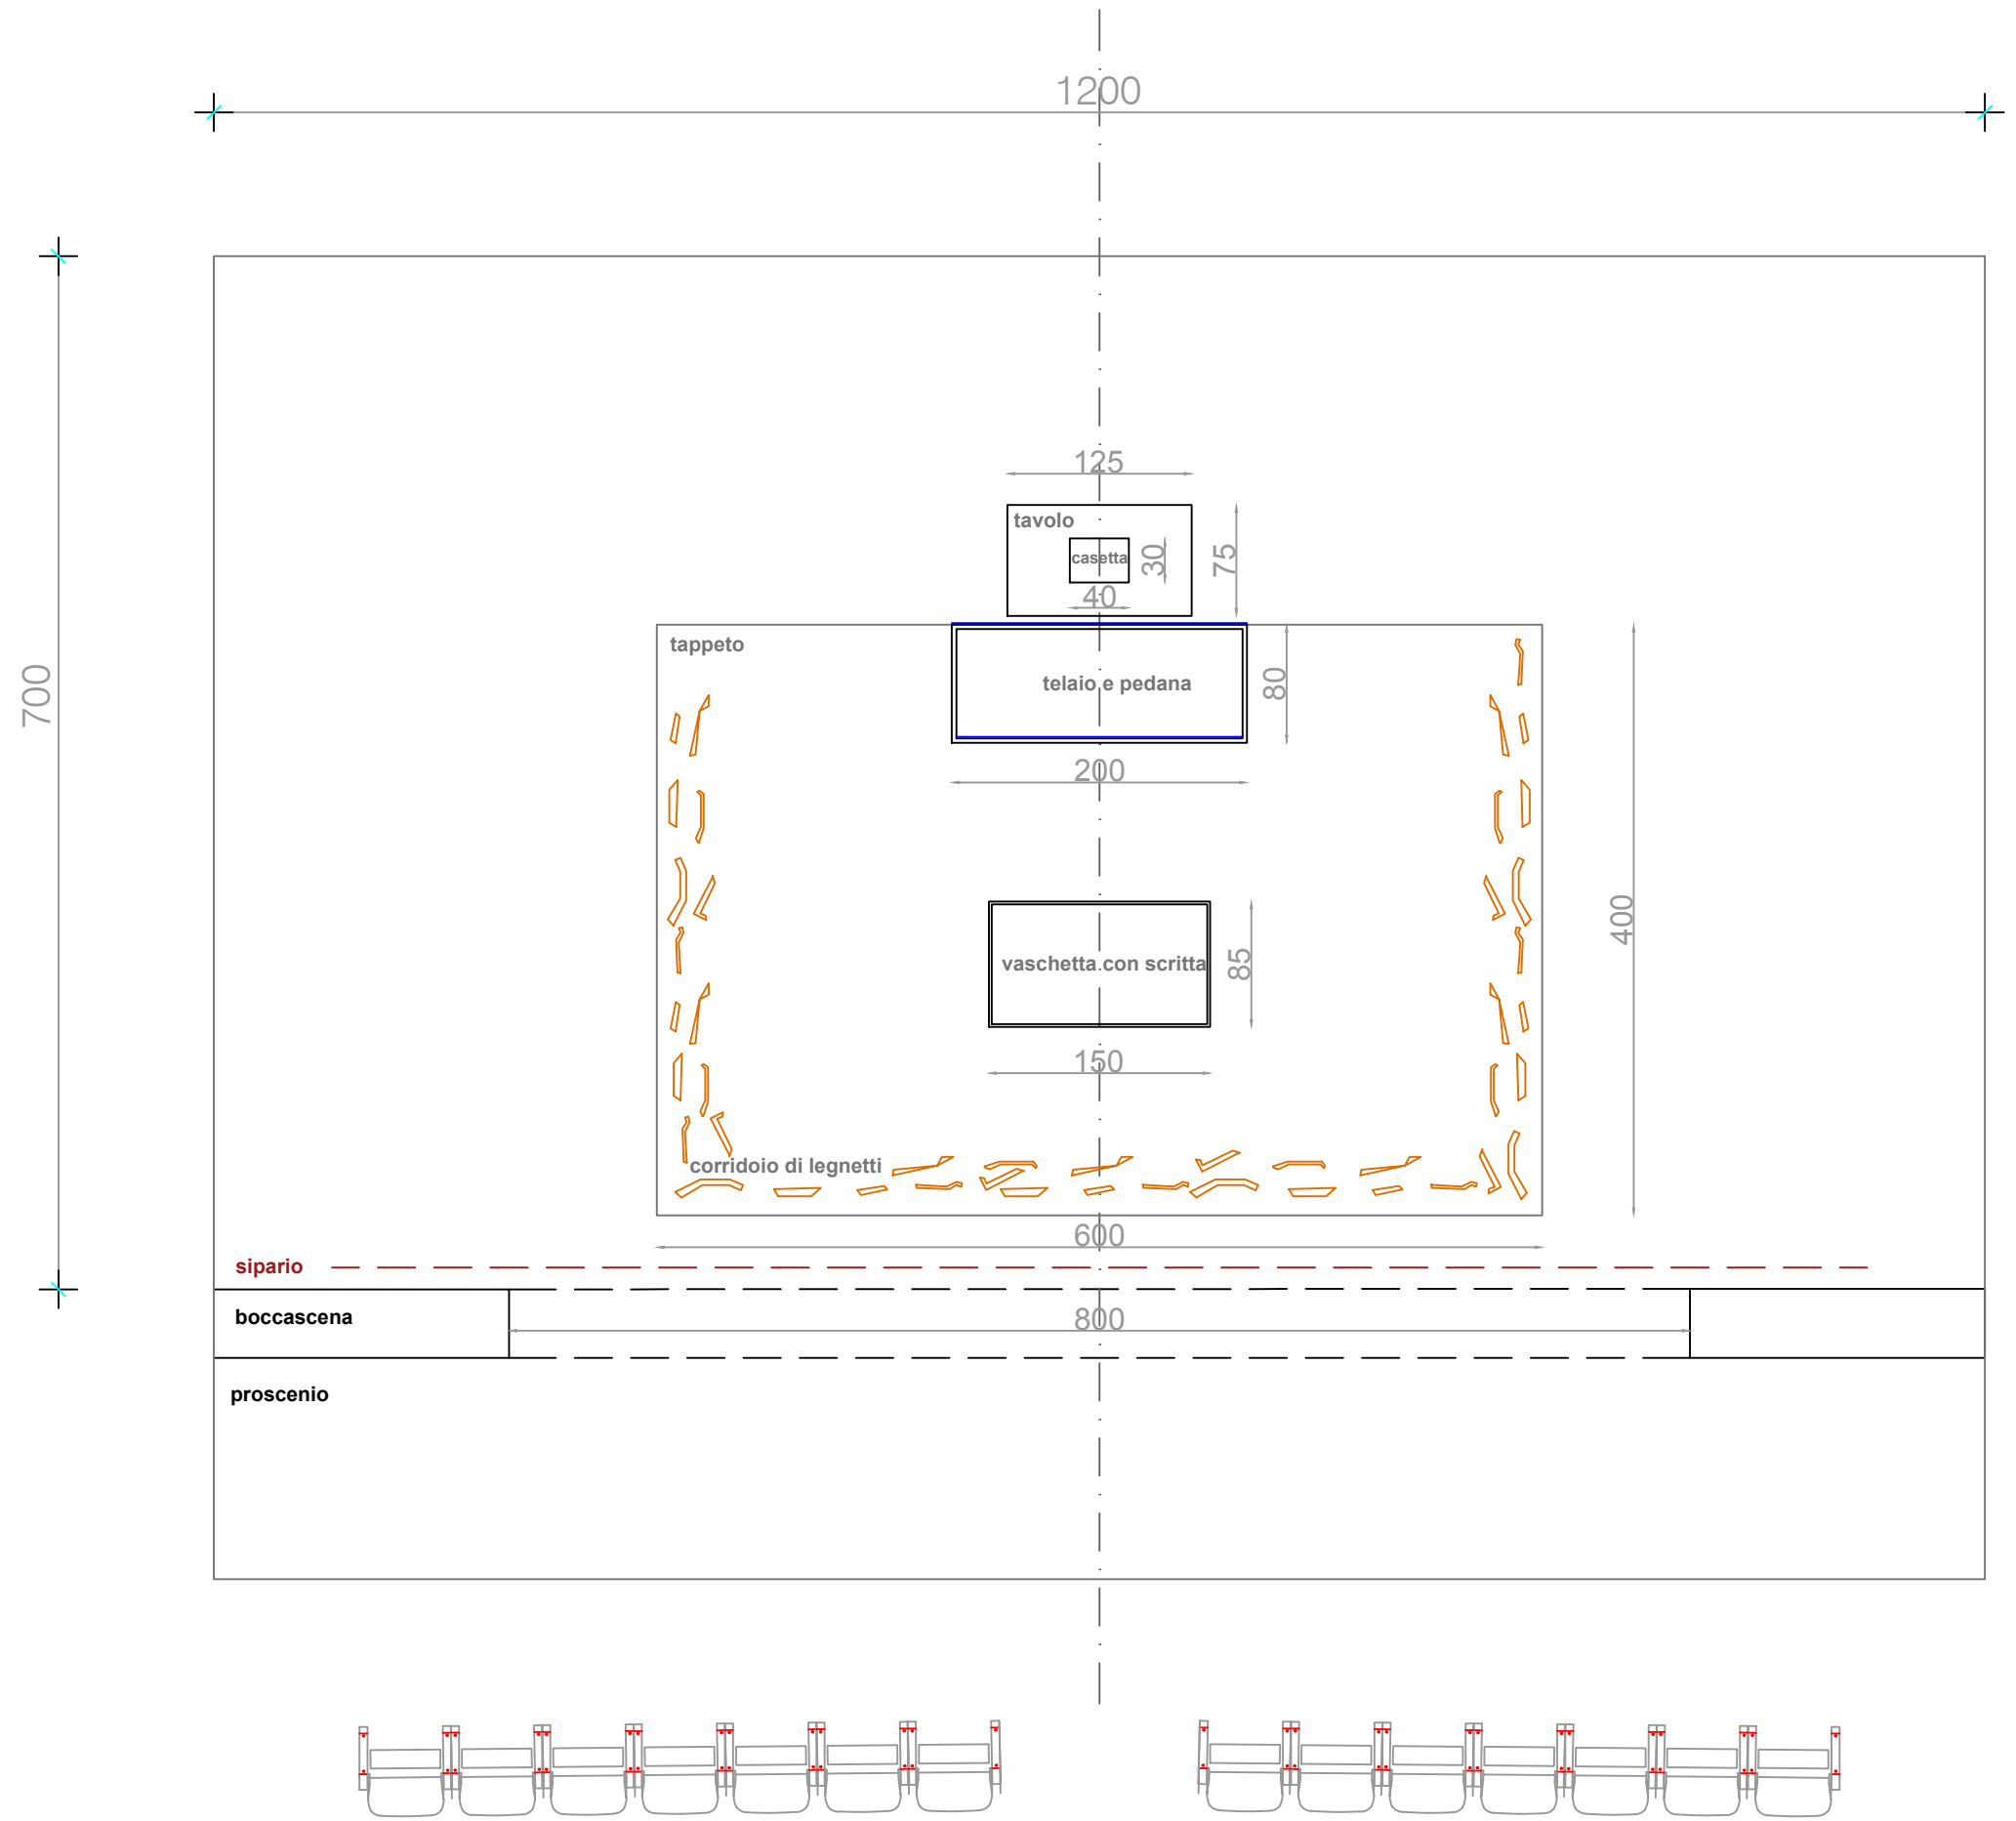 1200
125
tavolo
casetta
30
75
40
tappeto
telaio e pedana
80
700
200
400
vaschetta con scritta
85
150
corridoio di legnetti
600
sipario
boccascena
800
proscenio